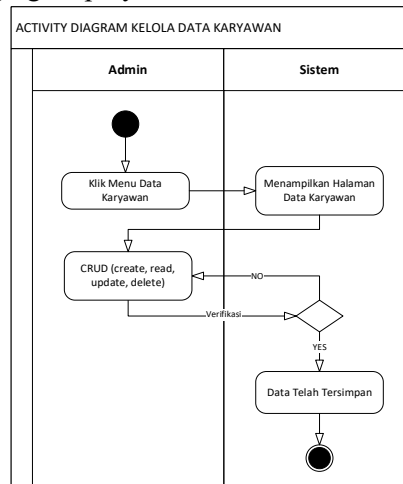 ACTIVITY DIAGRAM KELOLA DATA KARYAWAN
Admin
Sistem
Klik Menu Data
Karyawan
Menampilkan Halaman
Data Karyawan
CRUD (create, read,
update, delete)
NO
Verifikasi
YES
Data Telah Tersimpan